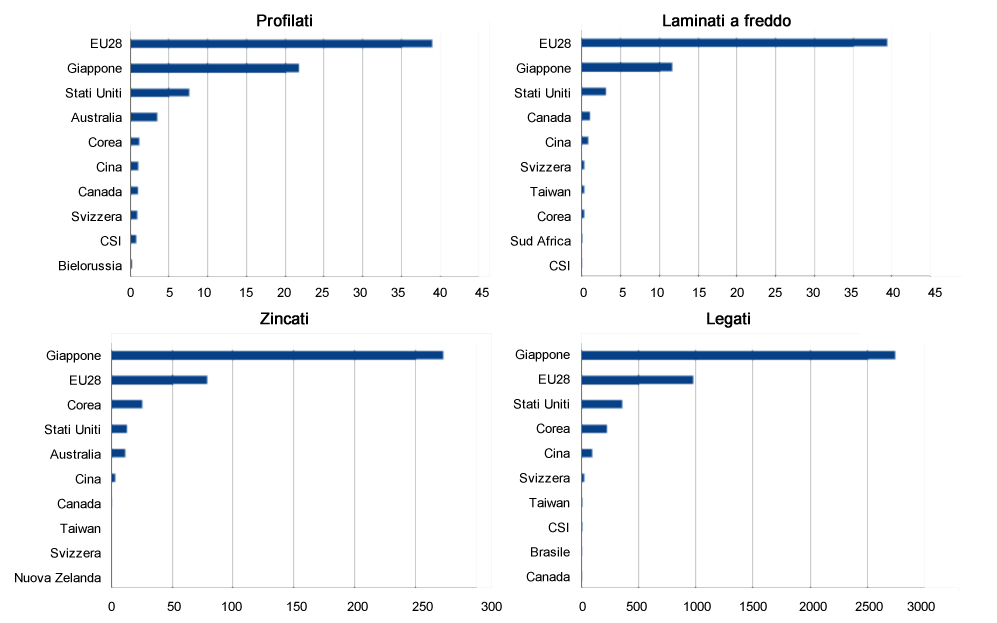 Profilati
EU28
Giappone
Stati Uniti
Australia
Corea
Cina
Canada
Svizzera
CSI
Bielorussia
0 5 10 15 20 25 30 35 40 45
Laminati a freddo
EU28
Giappone
Stati Uniti
Canada
Cina
Svizzera
Taiwan
Corea
Sud Africa
CSI
0 5 10 15 20 25 30 35 40 45
Zincati
Giappone
EU28
Corea
Stati Uniti
Australia
Cina
Canada
Taiwan
Svizzera
Nuova Zelanda
0 50 100 150 200 250 300
Legati
Giappone
EU28
Stati Uniti
Corea
Cina
Svizzera
Taiwan
CSI
Brasile
Canada
0 500 1000 1500 2000 2500 3000